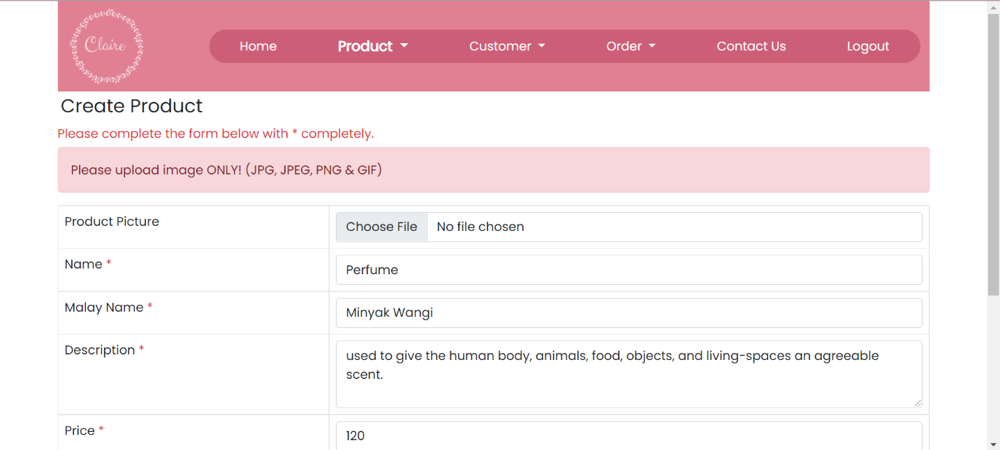 Claire
Home Product Customer Order Contact Us Logout
Create Product
Please complete the form below with * completely.
Please upload image ONLY! (JPG, JPEG, PNG & GIF)
Product Picture Choose File No file chosen
Name * Perfume
Malay Name * Minyak Wangi
Description * used to give the human body, animals, food, objects, and living-spaces an agreeable
scent.
Price * 120